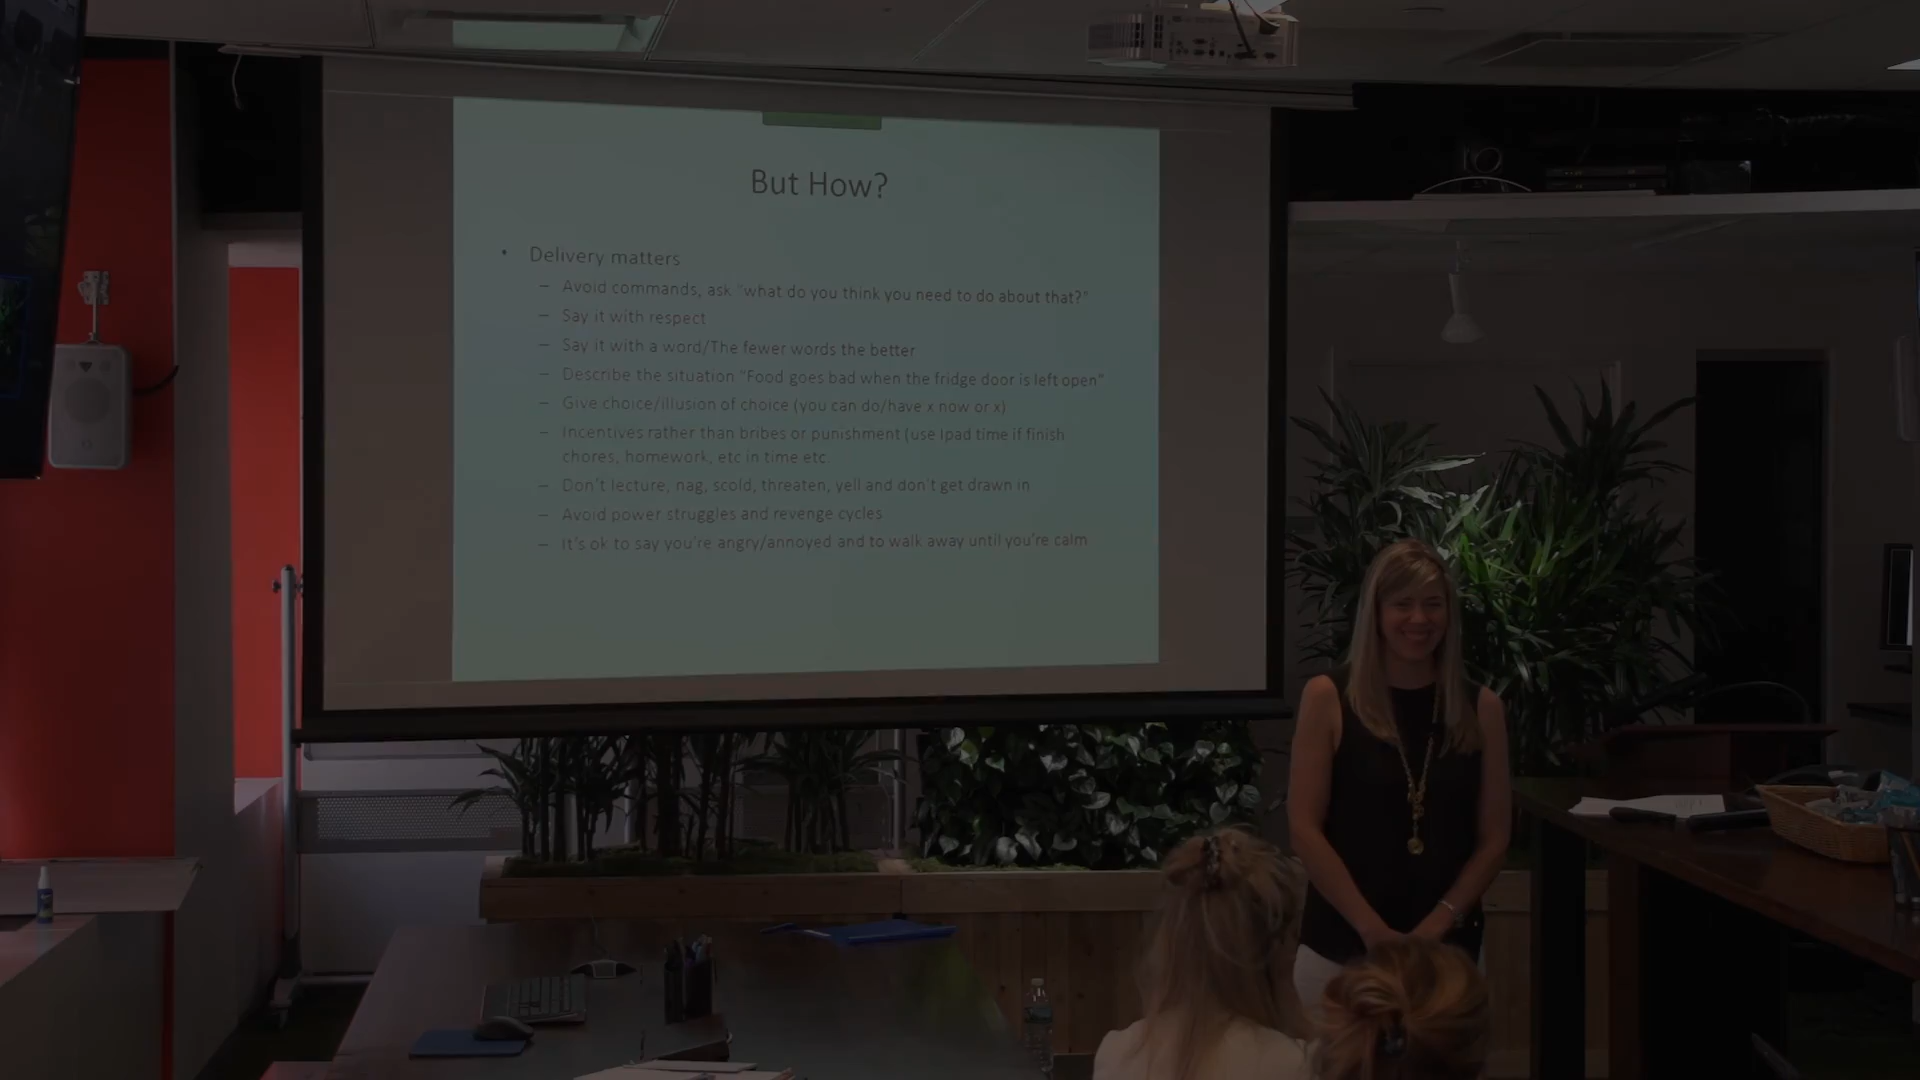 But How?
• Delivery matters
– Avoid commands, ask "what do you think you need to do about that?"
– Say it with respect
– Say it with a word/The fewer words the better
– Describe the situation "Food goes bad when the fridge door is left open"
– Give choice/illusion of choice (you can do/have x now or x)
– Incentives rather than bribes or punishment (use Ipad time if finish
chores, homework, etc in time etc.
– Don't lecture, nag, scold, threaten, yell and don't get drawn in
– Avoid power struggles and revenge cycles
– It's ok to say you're angry/annoyed and to walk away until you're calm